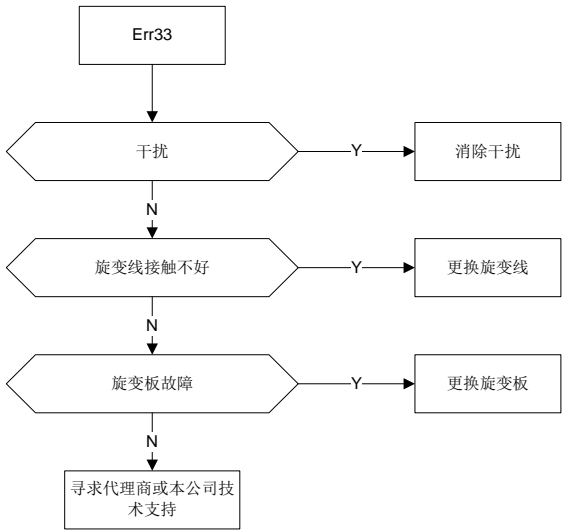 Err33
干扰
Y
消除干扰
N
旋变线接触不好
Y
更换旋变线
N
旋变板故障
Y
更换旋变板
N
寻求代理商或本公司技
术支持